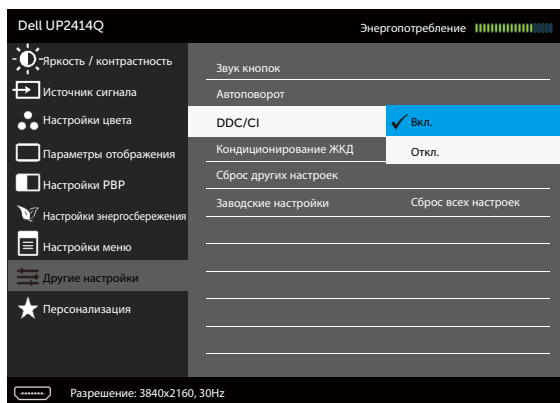 Dell UP2414Q
Энергопотребление
Яркость / контрастность
Источник сигнала
Настройки цвета
Параметры отображения
Настройки PBP
Настройки энергосбережения
Настройки меню
Другие настройки
Персонализация
Звук кнопок
Автоповорот
DDC/CI
Вкл.
Кондиционирование ЖКД
Откл.
Сброс других настроек
Заводские настройки
Сброс всех настроек
Разрешение: 3840x2160, 30Hz